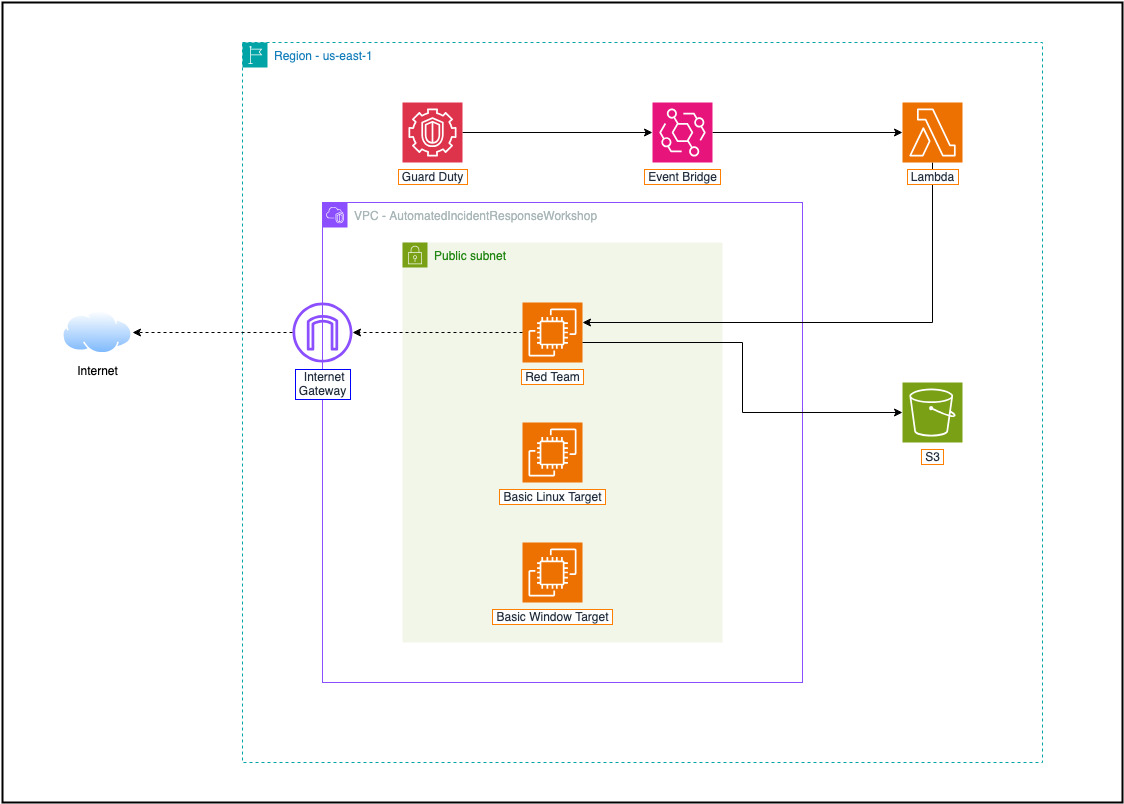 Region - us-east-1
Guard Duty
Event Bridge
Lambda
VPC - AutomatedIncidentResponseWorkshop
Public subnet
Internet
Internet
Gateway
Red Team
S3
Basic Linux Target
Basic Window Target